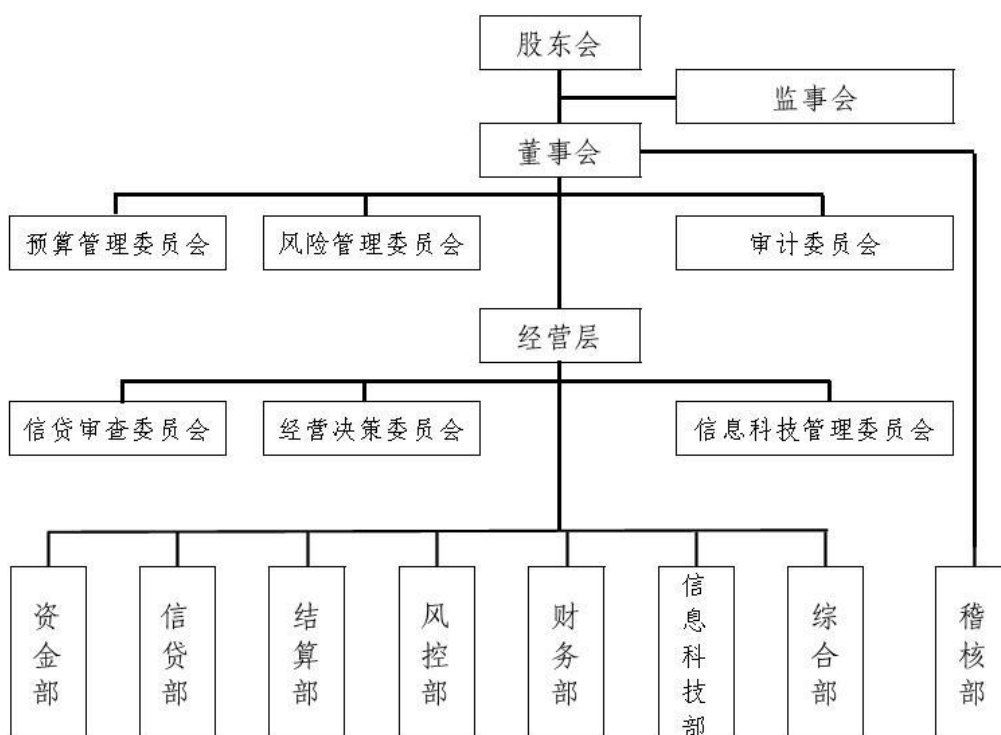 股东会
监事会
董事会
预算管理委员会
风险管理委员会
审计委员会
经营层
信贷审查委员会
经营决策委员会
信息科技管理委员会
资金部
信贷部
结算部
风控部
财务部
信息科技部
综合部
稽核部